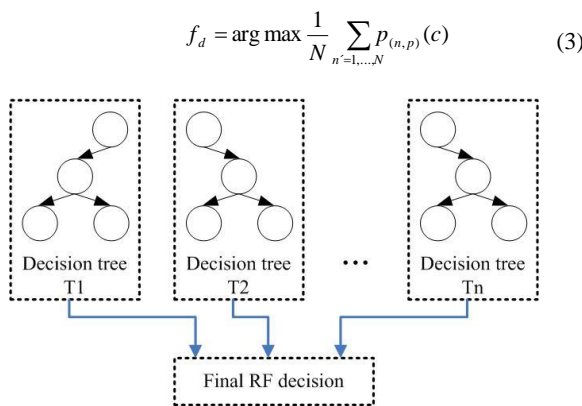 f_d = arg max 1/N ∑_{n´=1,...,N} p_{(n,p)}(c) (3)
Decision tree T1
Decision tree T2
...
Decision tree Tn
Final RF decision